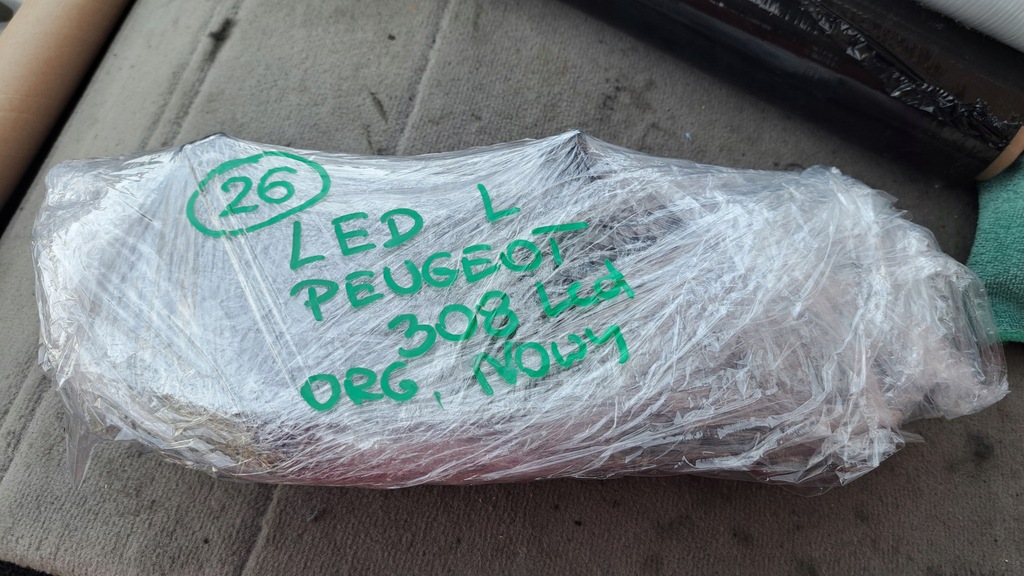 26
LED L
PEUGEOT
308 Led
ORG, NOWY